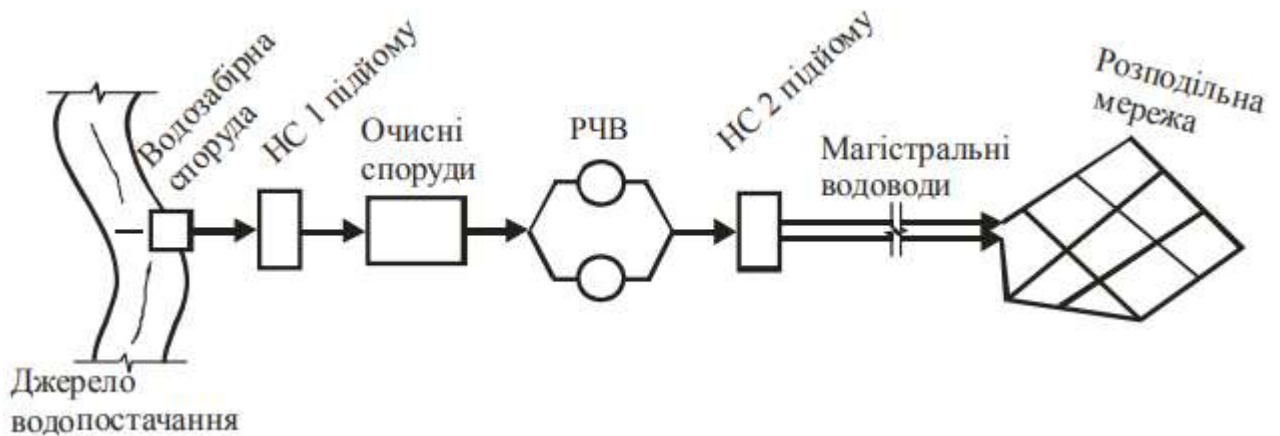 Водозабірна
споруда
НС 1 підйому
Очисні
споруди
РЧВ
НС 2 підйому
Магістральні
водоводи
Розподільна
мережа
Джерело
водопостачання